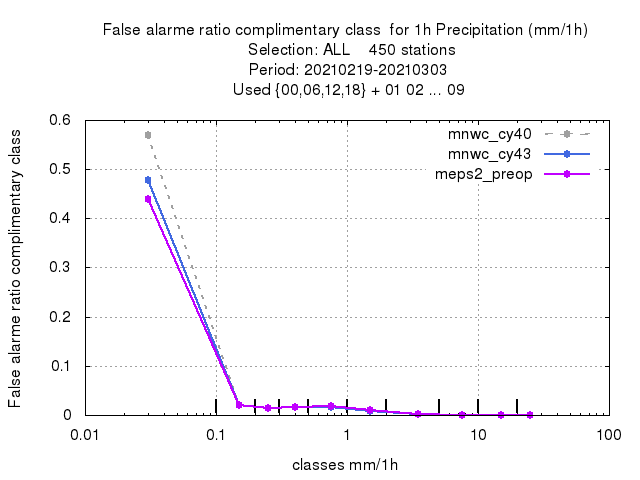 False alarme ratio complimentary class  for 1h Precipitation (mm/1h)
Selection: ALL    450 stations
Period: 20210219-20210303
Used {00,06,12,18} + 01 02 ... 09
mnwc_cy40
mnwc_cy43
meps2_preop
False alarme ratio complimentary class
0.6
0.5
0.4
0.3
0.2
0.1
0
0.01 0.1 1 10 100
classes mm/1h